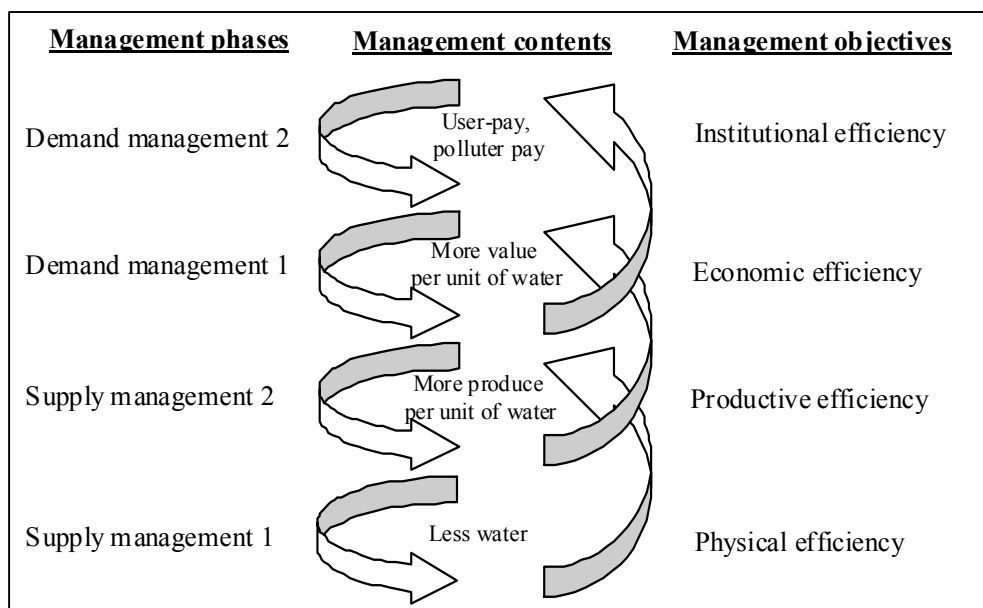 Management phases
Management contents
Management objectives
Demand management 2
User-pay,
polluter pay
Institutional efficiency
Demand management 1
More value
per unit of water
Economic efficiency
Supply management 2
More produce
per unit of water
Productive efficiency
Supply management 1
Less water
Physical efficiency